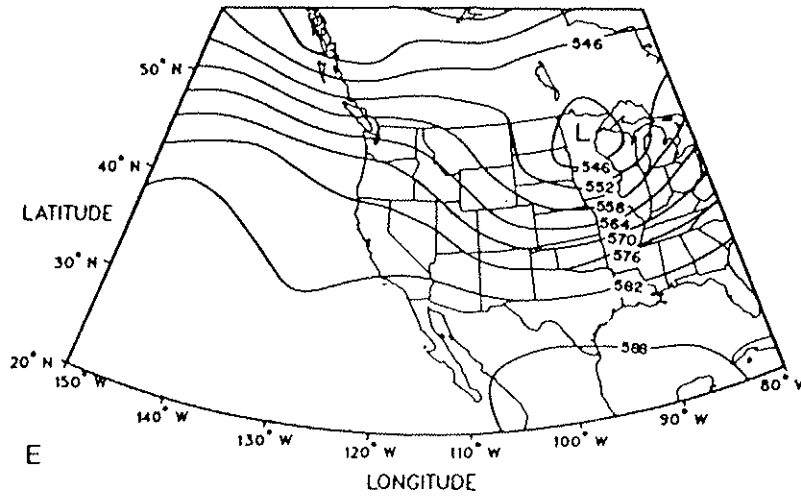 546
50° N
L
546
40° N
552
558
LATITUDE
564
570
576
30° N
582
588
20° N
150° W
80° W
140° W
90° W
130° W
100° W
120° W
110° W
E
LONGITUDE